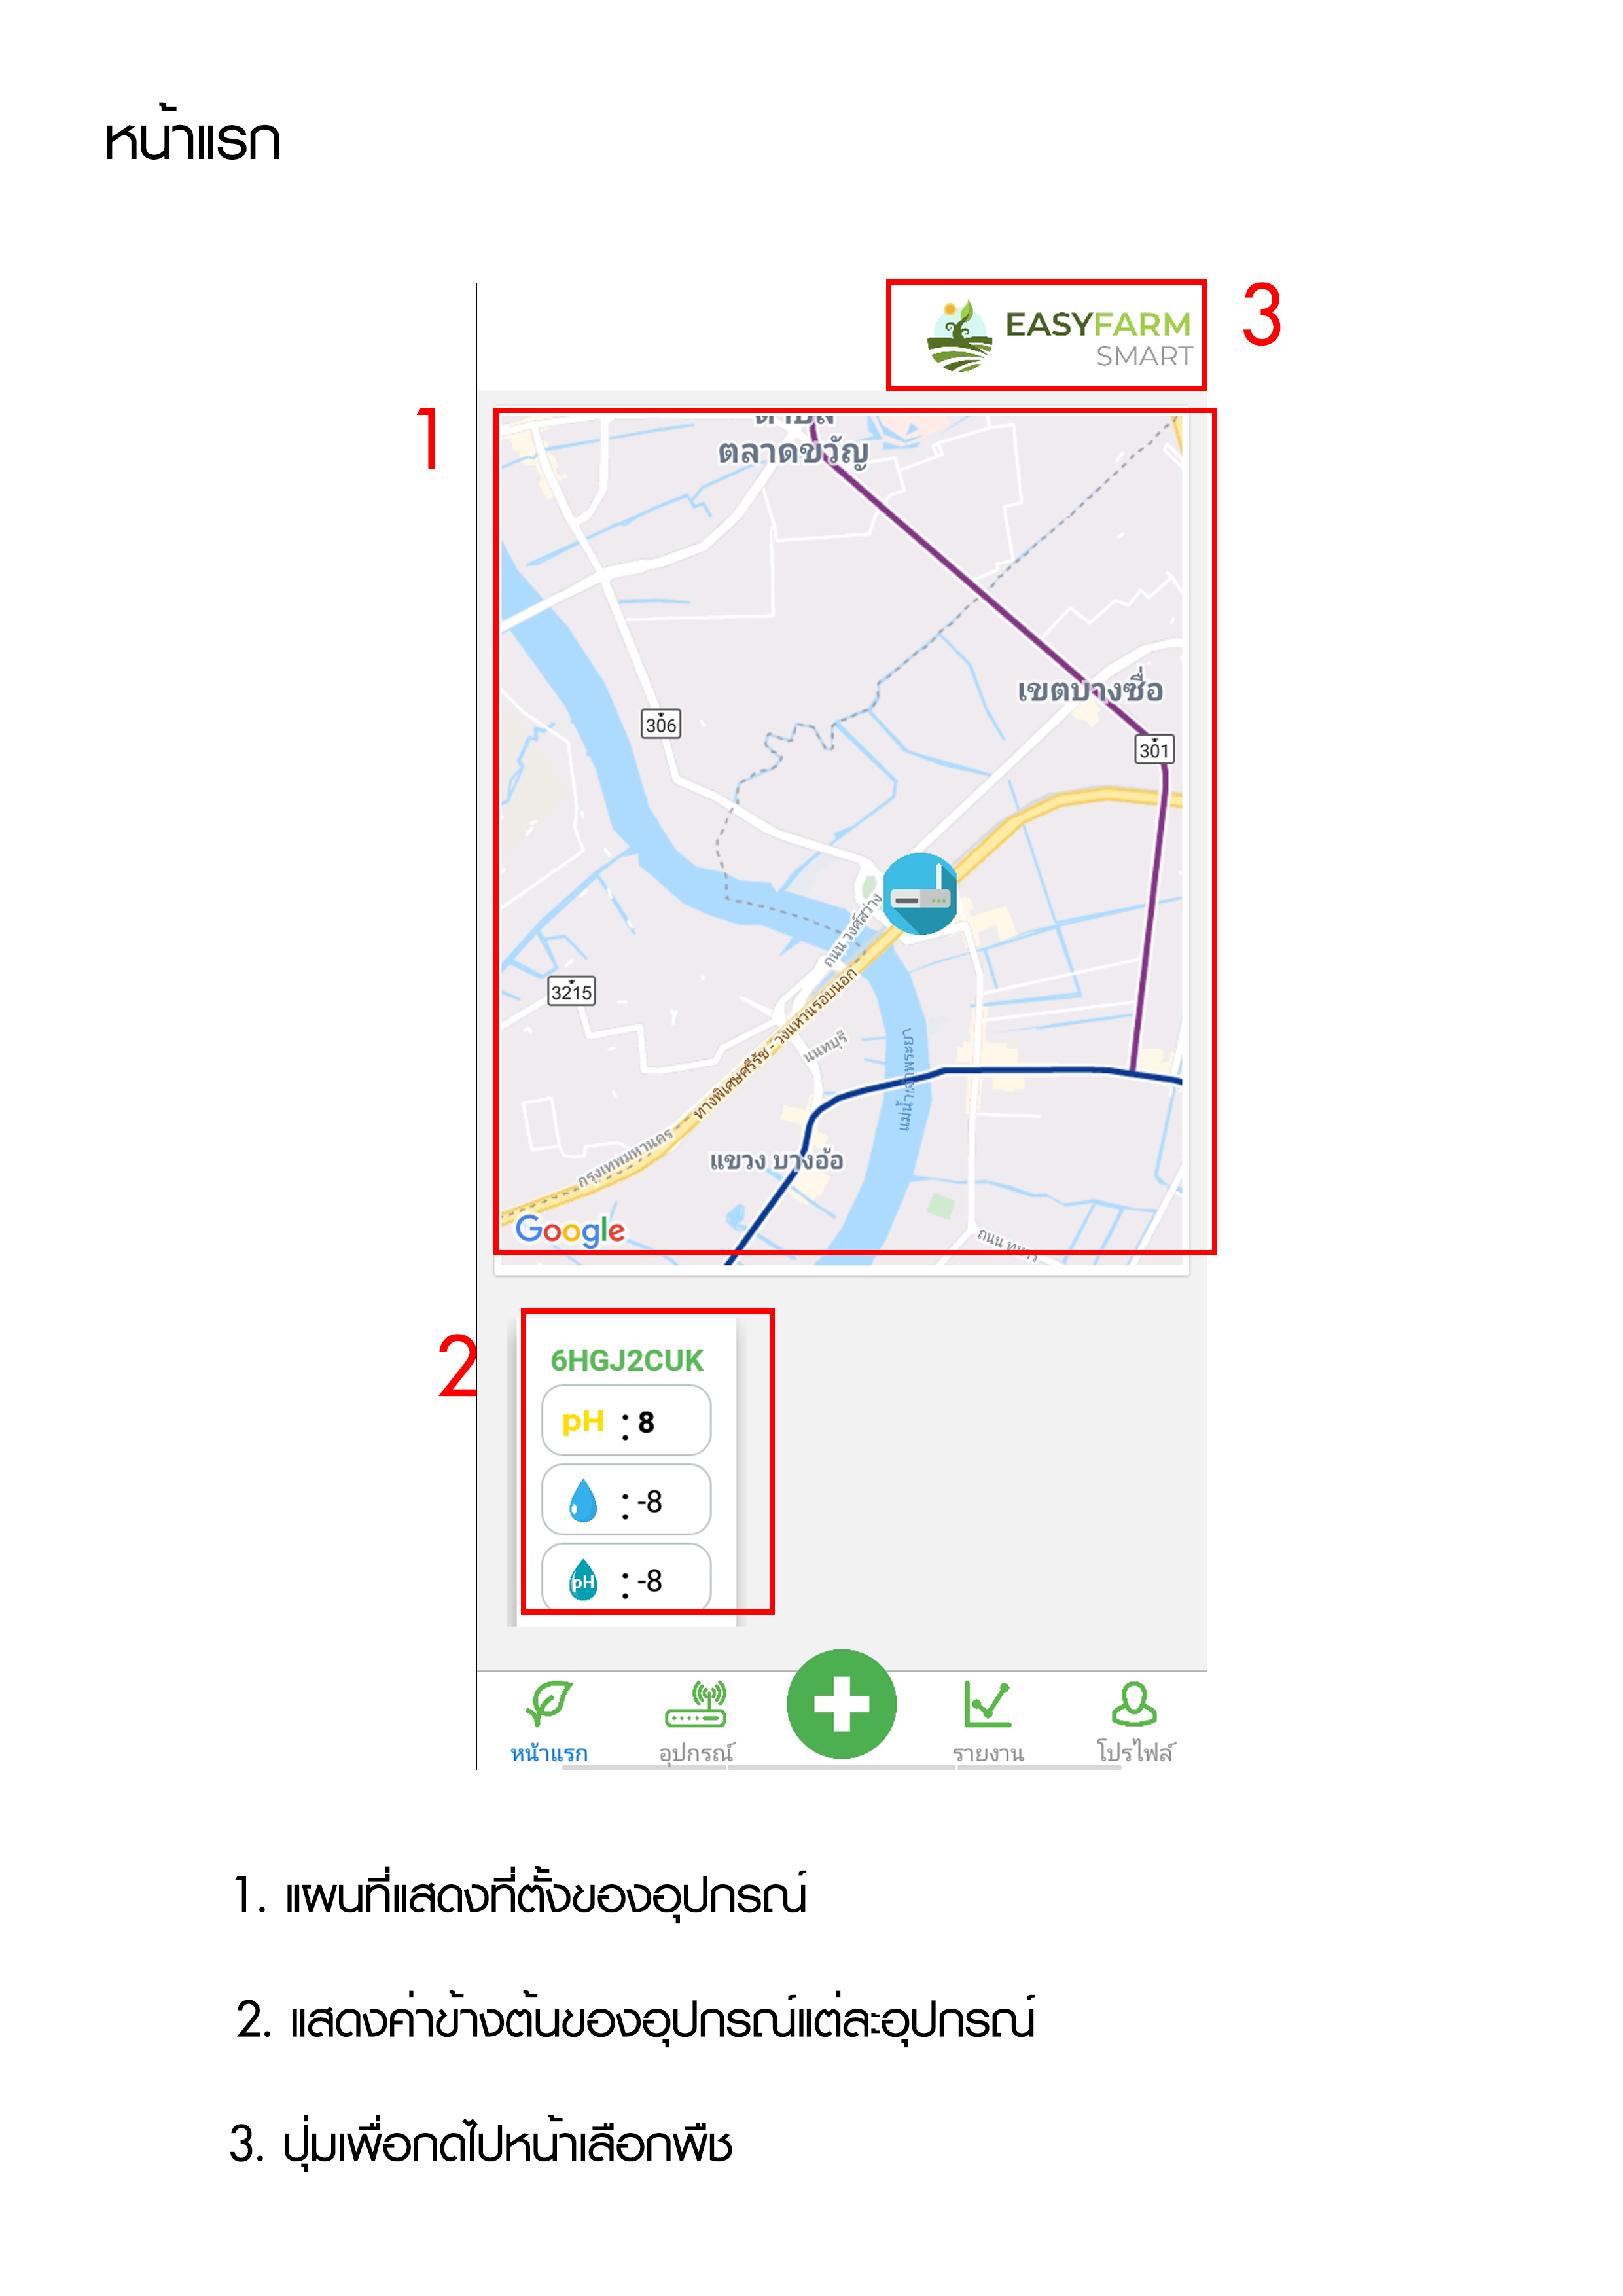 หน้าแรก
EASYFARM
SMART
3
1
ตลาดขวัญ
เขตบางซื่อ
306
301
ถนน วงศ์สว่าง
3215
ทางพิเศษศรีรัช - วงแหวนรอบนอก
นนทบุรี
แม่น้ำเจ้าพระยา
กรุงเทพมหานคร
แขวง บางอ้อ
Google
ถนน
2
6HGJ2CUK
pH : 8
: -8
pH : -8
หน้าแรก
อุปกรณ์
รายงาน
โปรไฟล์
1. แผนที่แสดงที่ตั้งของอุปกรณ์
2. แสดงค่าข้างต้นของอุปกรณ์แต่ละอุปกรณ์
3. ปุ่มเพื่อกดไปหน้าเลือกพืช